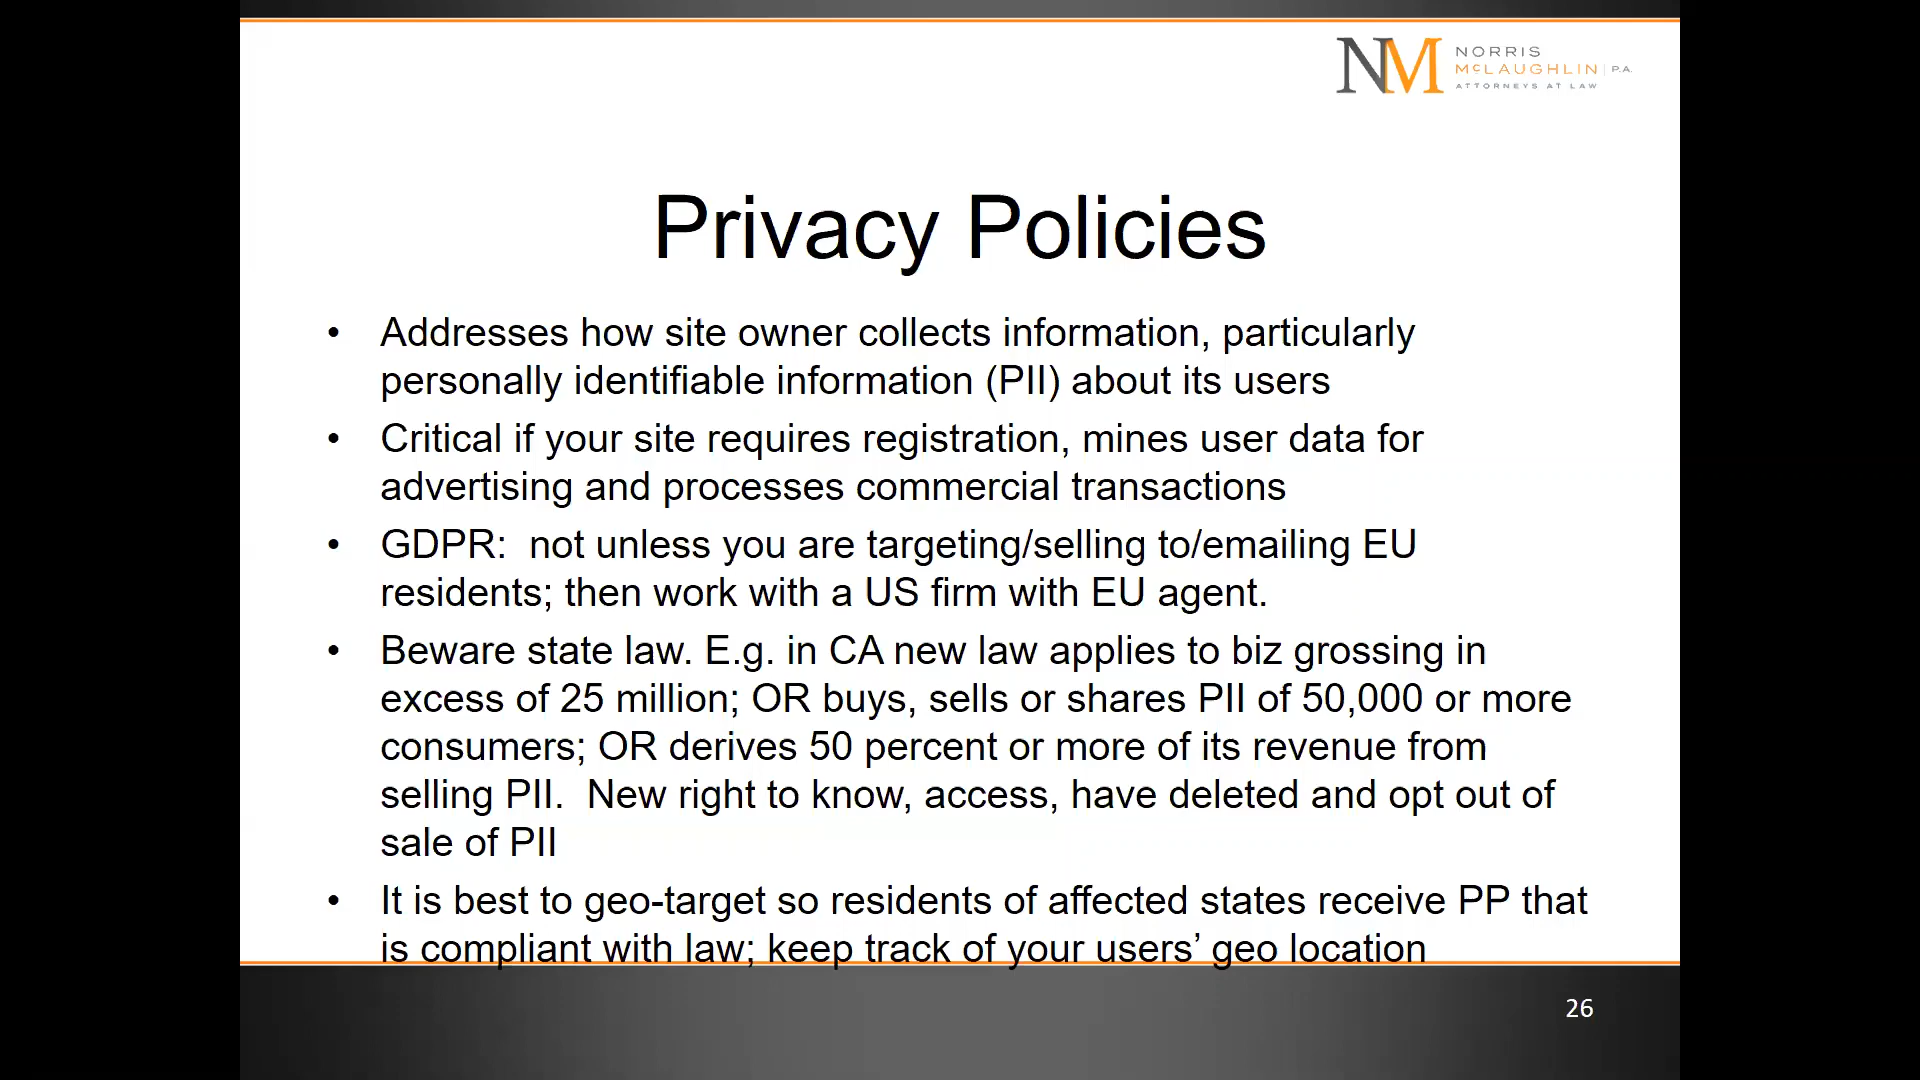 NORRIS
McLAUGHLIN | P.A.
ATTORNEYS AT LAW
NM
Privacy Policies
• Addresses how site owner collects information, particularly
personally identifiable information (PII) about its users
• Critical if your site requires registration, mines user data for
advertising and processes commercial transactions
• GDPR:  not unless you are targeting/selling to/emailing EU
residents; then work with a US firm with EU agent.
• Beware state law. E.g. in CA new law applies to biz grossing in
excess of 25 million; OR buys, sells or shares PII of 50,000 or more
consumers; OR derives 50 percent or more of its revenue from
selling PII.  New right to know, access, have deleted and opt out of
sale of PII
• It is best to geo-target so residents of affected states receive PP that
is compliant with law; keep track of your users’ geo location
26